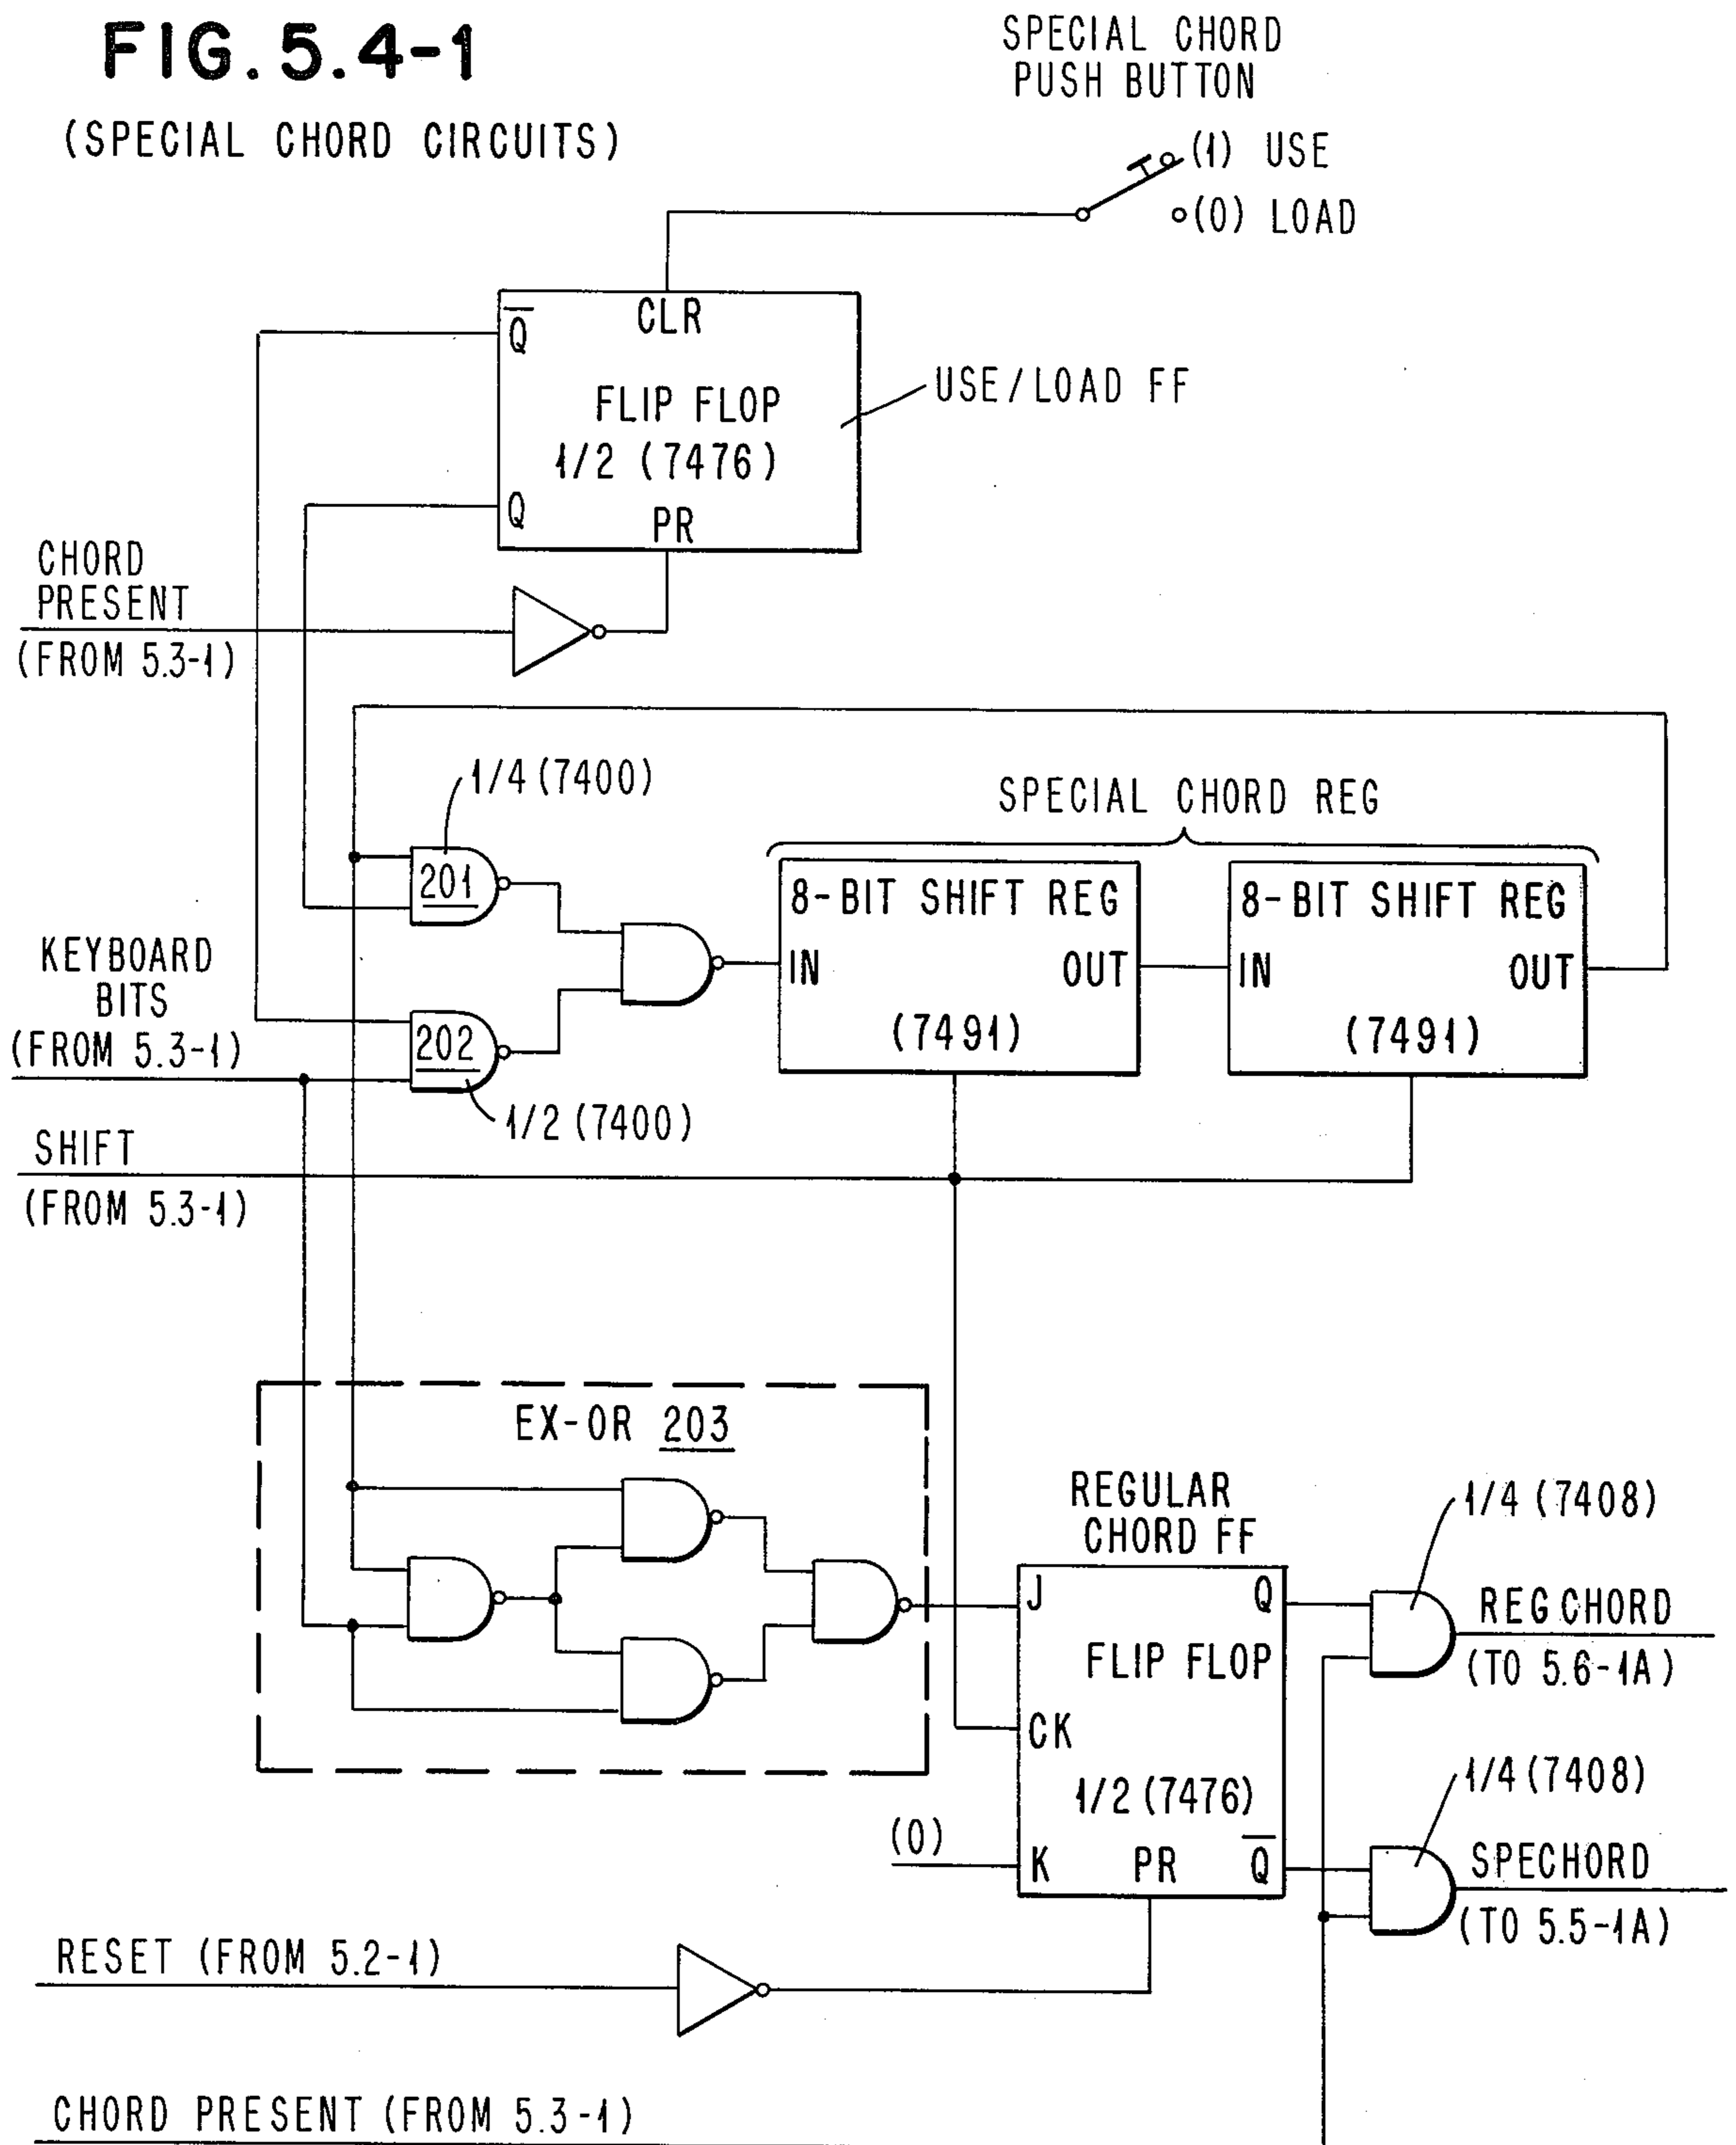 FIG. 5.4-1
(SPECIAL CHORD CIRCUITS)
SPECIAL CHORD
PUSH BUTTON
(1) USE
(0) LOAD
CLR
Q̅
FLIP FLOP
1/2 (7476)
Q
PR
USE/LOAD FF
CHORD
PRESENT
(FROM 5.3-1)
1/4 (7400)
SPECIAL CHORD REG
201
8-BIT SHIFT REG
IN
OUT
(7491)
8-BIT SHIFT REG
IN
OUT
(7491)
KEYBOARD
BITS
(FROM 5.3-1)
202
1/2 (7400)
SHIFT
(FROM 5.3-1)
EX-OR 203
REGULAR
CHORD FF
J
Q
FLIP FLOP
CK
1/2 (7476)
(0)
K
PR
Q̅
1/4 (7408)
REG CHORD
(TO 5.6-1A)
1/4 (7408)
SPECHORD
(TO 5.5-1A)
RESET (FROM 5.2-1)
CHORD PRESENT (FROM 5.3-1)